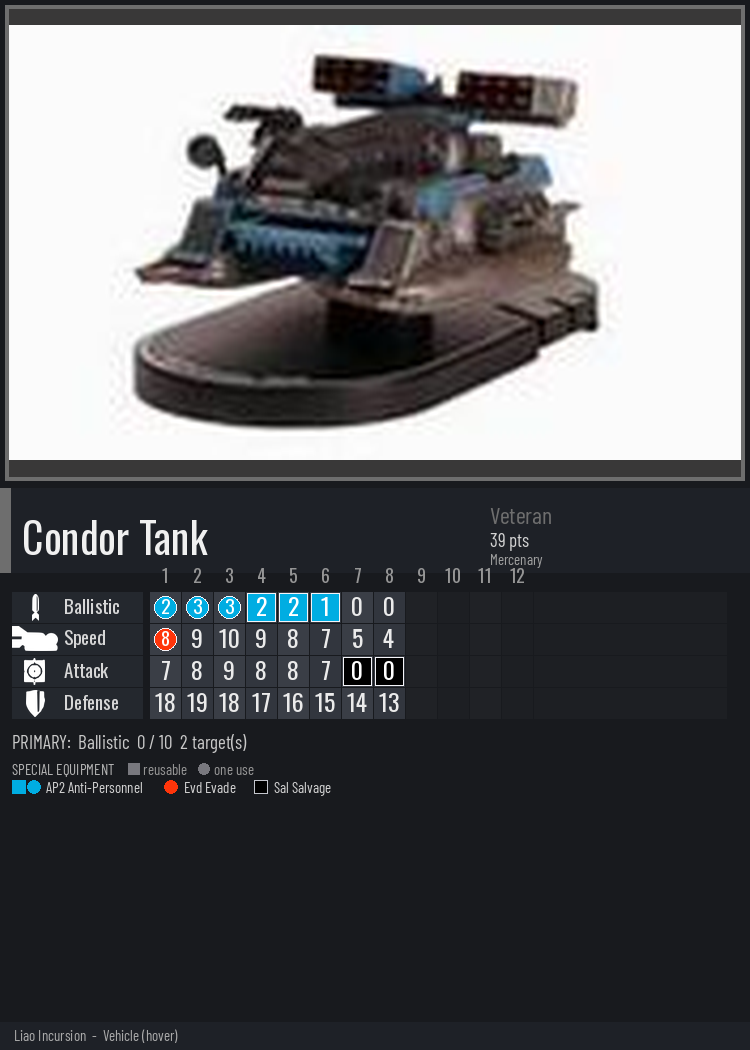 Condor Tank
Veteran
39 pts
Mercenary
1 2 3 4 5 6 7 8 9 10 11 12
Ballistic 2 3 3 2 2 1 0 0
Speed 8 9 10 9 8 7 5 4
Attack 7 8 9 8 8 7 0 0
Defense 18 19 18 17 16 15 14 13
PRIMARY: Ballistic 0 / 10 2 target(s)
SPECIAL EQUIPMENT reusable one use
AP2 Anti-Personnel Evd Evade Sal Salvage
Liao Incursion - Vehicle (hover)